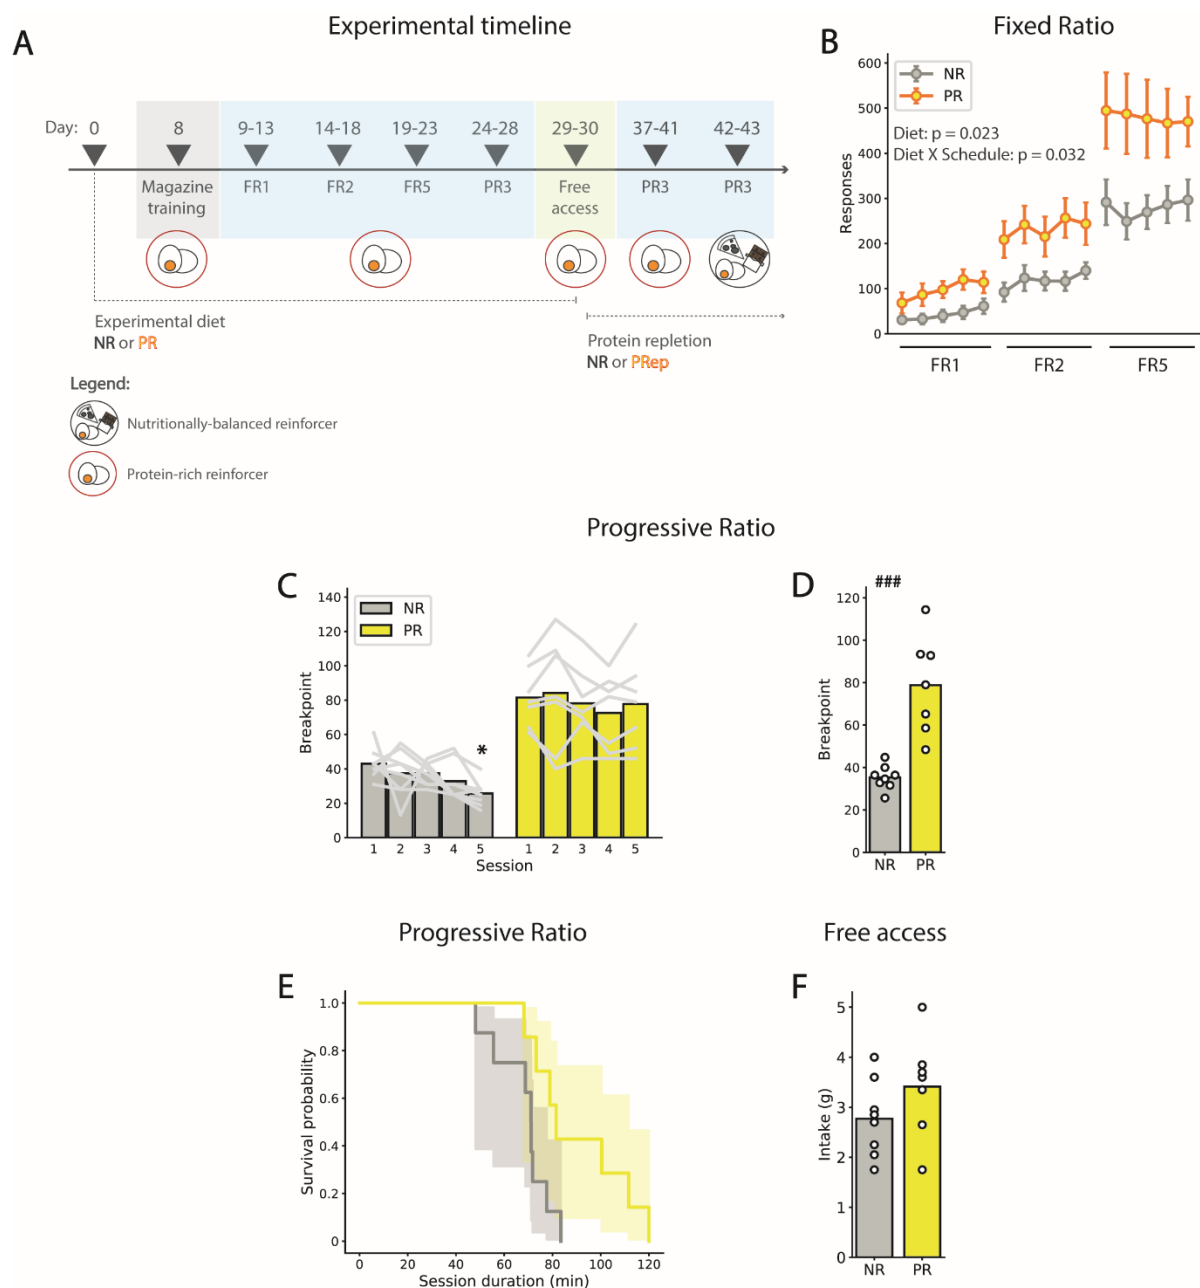 Experimental timeline
A
Day: 0 8 9-13 14-18 19-23 24-28 29-30 37-41 42-43
Magazine training FR1 FR2 FR5 PR3 Free access PR3 PR3
Experimental diet
NR or PR
Protein repletion
NR or PRep
Legend:
Nutritionally-balanced reinforcer
Protein-rich reinforcer
Fixed Ratio
B
NR
PR
Diet: p = 0.023
Diet X Schedule: p = 0.032
Responses
600
500
400
300
200
100
0
FR1 FR2 FR5
Progressive Ratio
C
NR
PR
Breakpoint
140
120
100
80
60
40
20
0
*
1 2 3 4 5 1 2 3 4 5
Session
D
###
Breakpoint
120
100
80
60
40
20
0
NR PR
Progressive Ratio
E
Survival probability
1.0
0.8
0.6
0.4
0.2
0
0 20 40 60 80 100 120
Session duration (min)
Free access
F
Intake (g)
5
4
3
2
1
0
NR PR